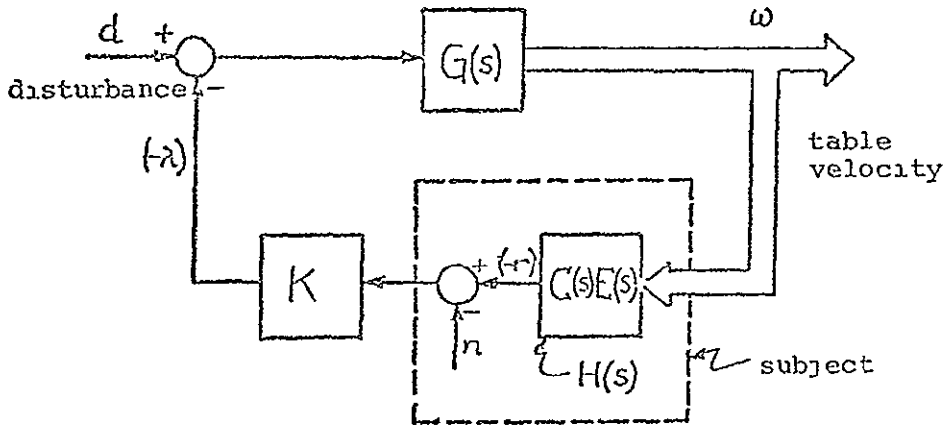 d + ω
disturbance -
G(s)
table
velocity
(-λ)
K
+ (-r)
C(s)E(s)
-
n
H(s)
subject